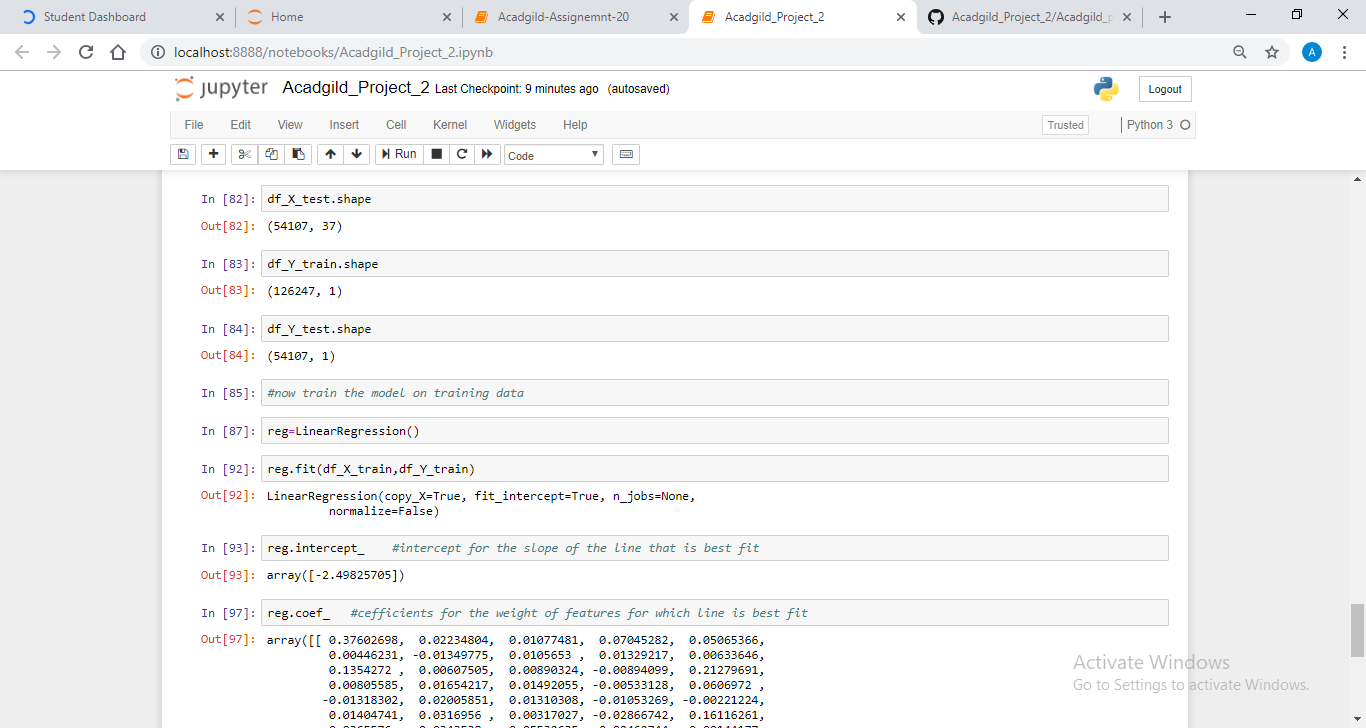 Student Dashboard
Home
Acadgild-Assignemnt-20
Acadgild_Project_2
Acadgild_Project_2/Acadgild_p
localhost:8888/notebooks/Acadgild_Project_2.ipynb
A
jupyter Acadgild_Project_2 Last Checkpoint: 9 minutes ago (autosaved)
Logout
File Edit View Insert Cell Kernel Widgets Help
Trusted
Python 3
Run
Code
In [82]: df_X_test.shape
Out[82]: (54107, 37)
In [83]: df_Y_train.shape
Out[83]: (126247, 1)
In [84]: df_Y_test.shape
Out[84]: (54107, 1)
In [85]: #now train the model on training data
In [87]: reg=LinearRegression()
In [92]: reg.fit(df_X_train,df_Y_train)
Out[92]: LinearRegression(copy_X=True, fit_intercept=True, n_jobs=None,
normalize=False)
In [93]: reg.intercept_ #intercept for the slope of the line that is best fit
Out[93]: array([-2.49825705])
In [97]: reg.coef_ #cefficients for the weight of features for which line is best fit
Out[97]: array([[ 0.37602698, 0.02234804, 0.01077481, 0.07045282, 0.05065366,
0.00446231, -0.01349775, 0.0105653 , 0.01329217, 0.00633646,
0.1354272 , 0.00607505, 0.00890324, -0.00894099, 0.21279691,
0.00805585, 0.01654217, 0.01492055, -0.00533128, 0.0606972 ,
-0.01318302, 0.02005851, 0.01310308, -0.01053269, -0.00221224,
0.01404741, 0.0316956 , 0.00317027, -0.02866742, 0.16116261,
Activate Windows
Go to Settings to activate Windows.